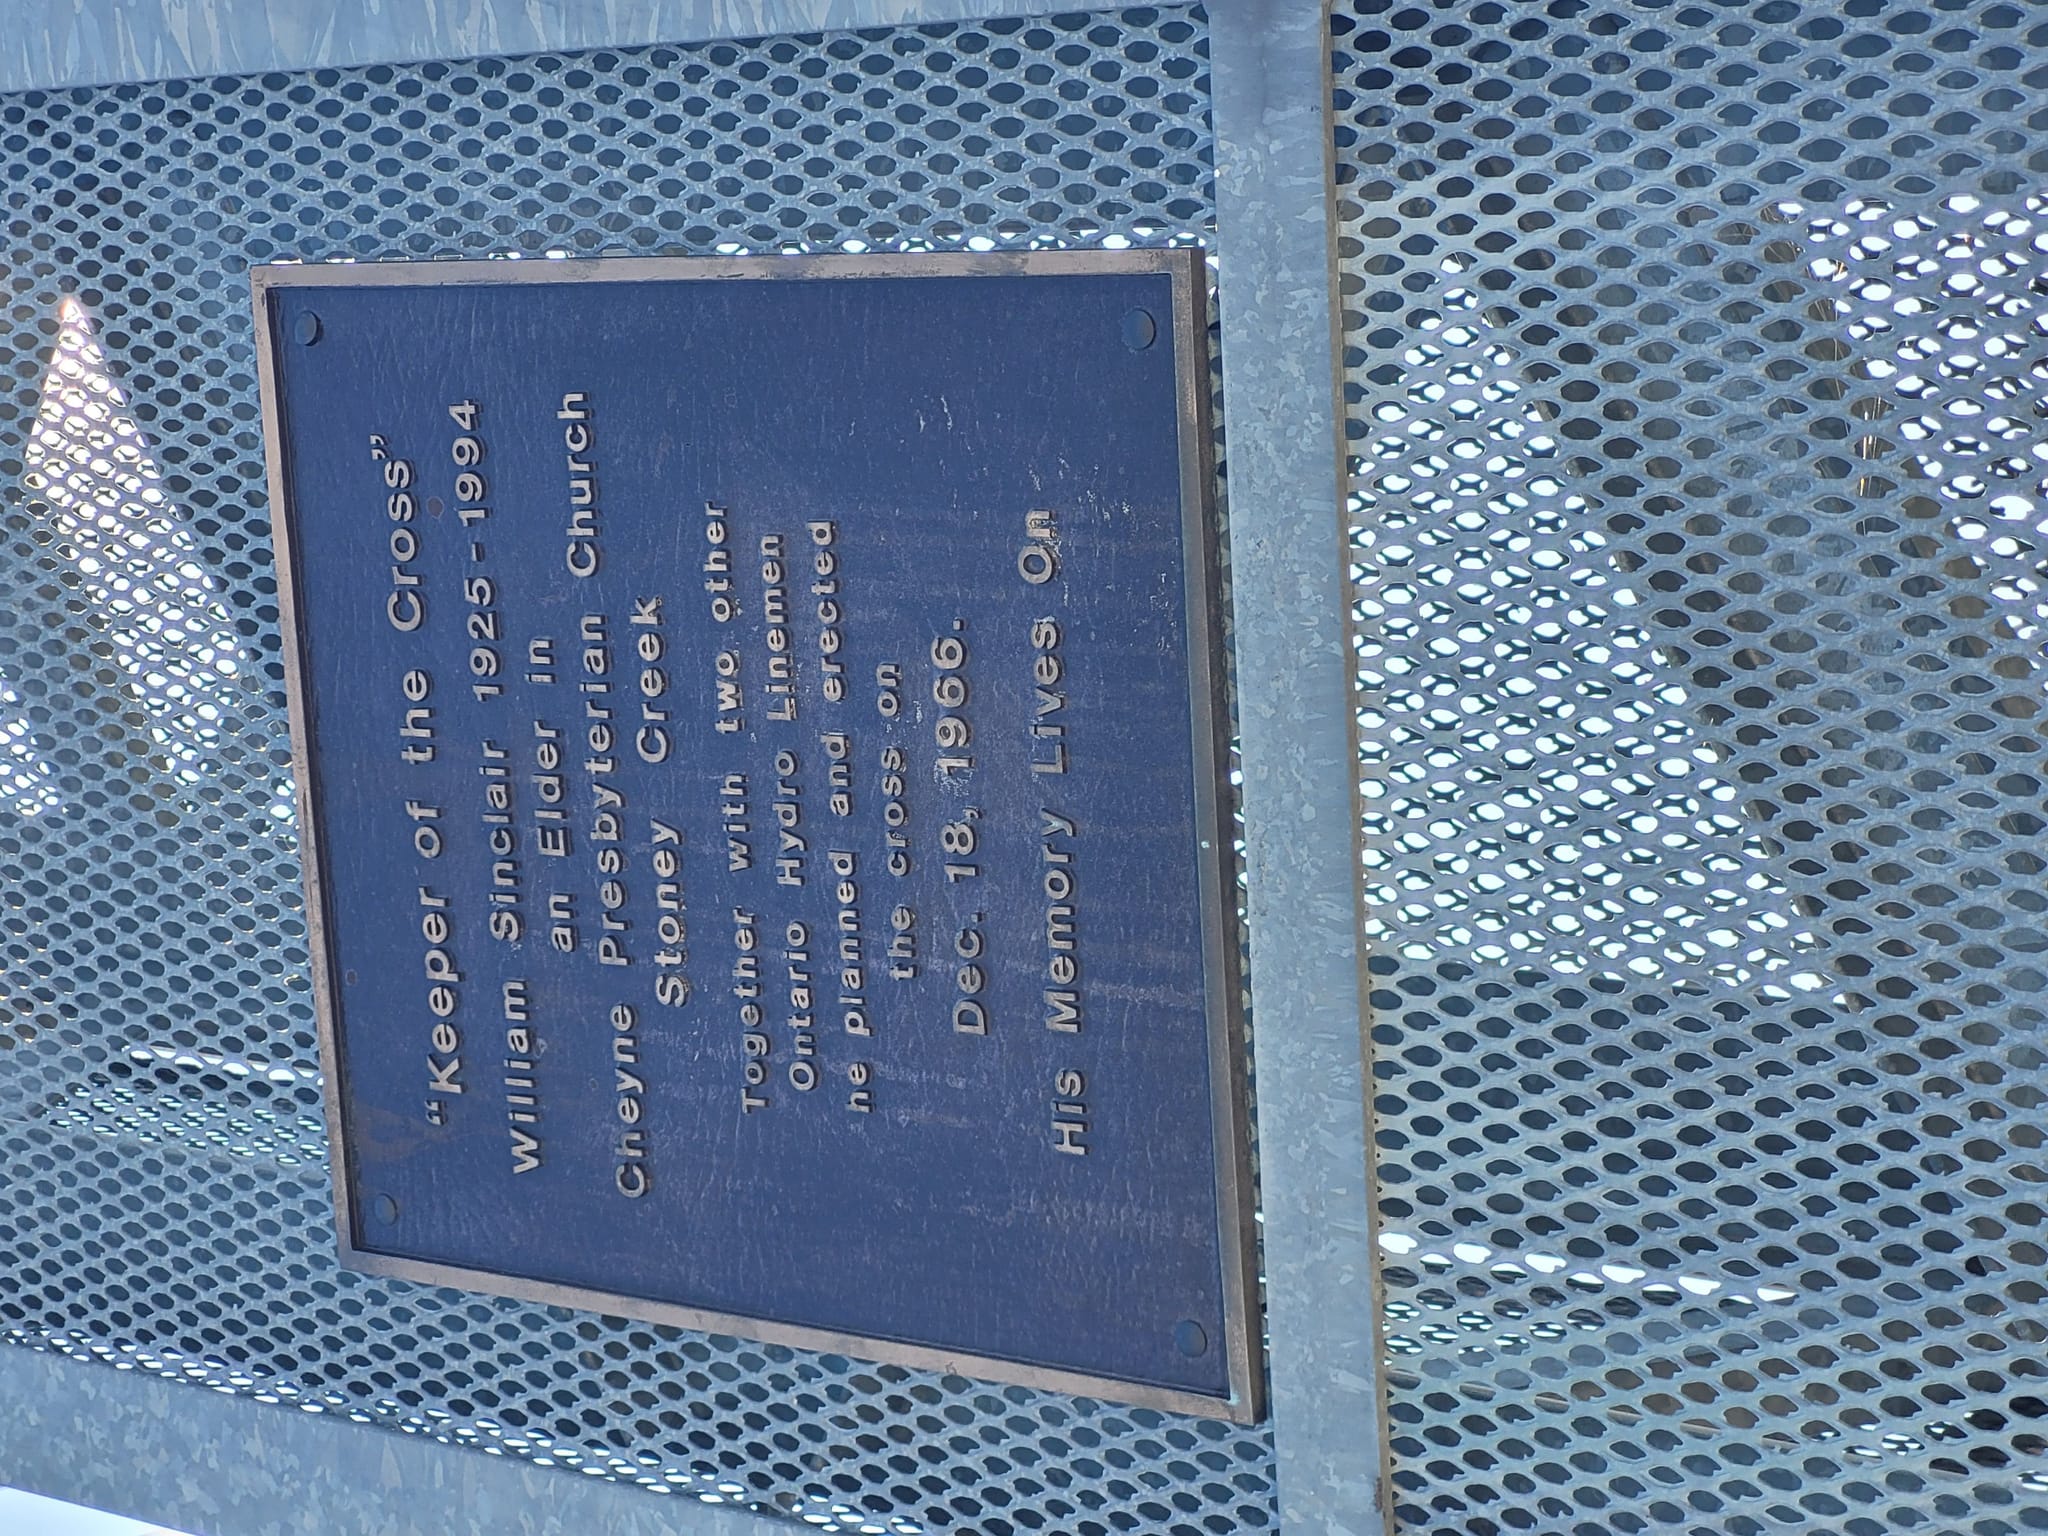 "Keeper of the Cross"
William Sinclair 1925-1994
an Elder in
Cheyne Presbyterian Church
Stoney Creek
Together with two other
Ontario Hydro Linemen
he planned and erected
the cross on
Dec. 18, 1966.
His Memory Lives On